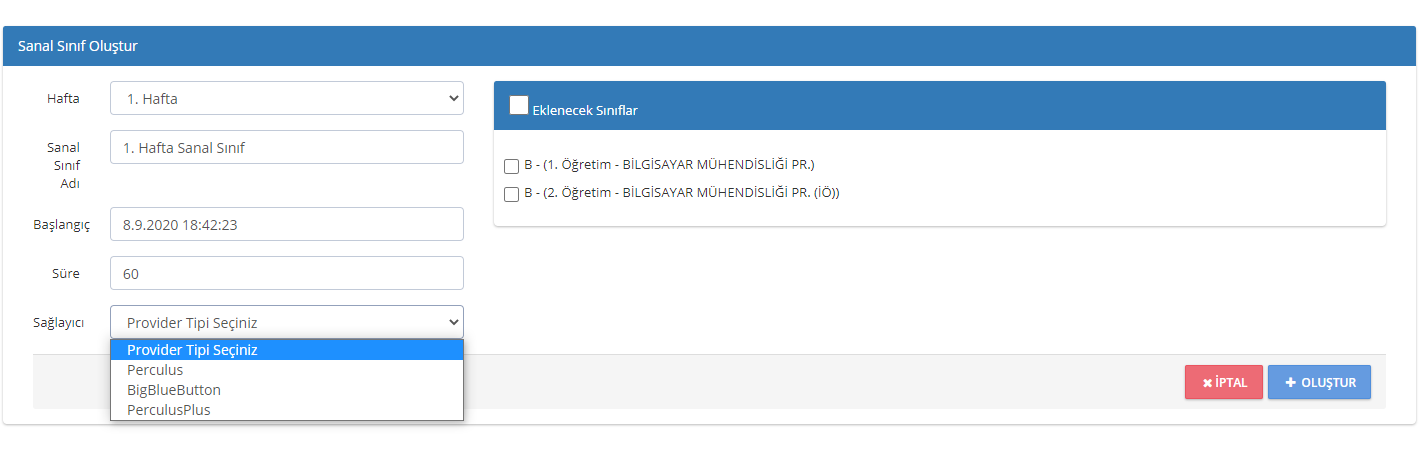 Sanal Sınıf Oluştur
Hafta
1. Hafta
Sanal
Sınıf
Adı
1. Hafta Sanal Sınıf
Başlangıç
8.9.2020 18:42:23
Süre
60
Sağlayıcı
Provider Tipi Seçiniz
Provider Tipi Seçiniz
Perculus
BigBlueButton
PerculusPlus
Eklenecek Sınıflar
B - (1. Öğretim - BİLGİSAYAR MÜHENDİSLİĞİ PR.)
B - (2. Öğretim - BİLGİSAYAR MÜHENDİSLİĞİ PR. (İÖ))
İPTAL
OLUŞTUR